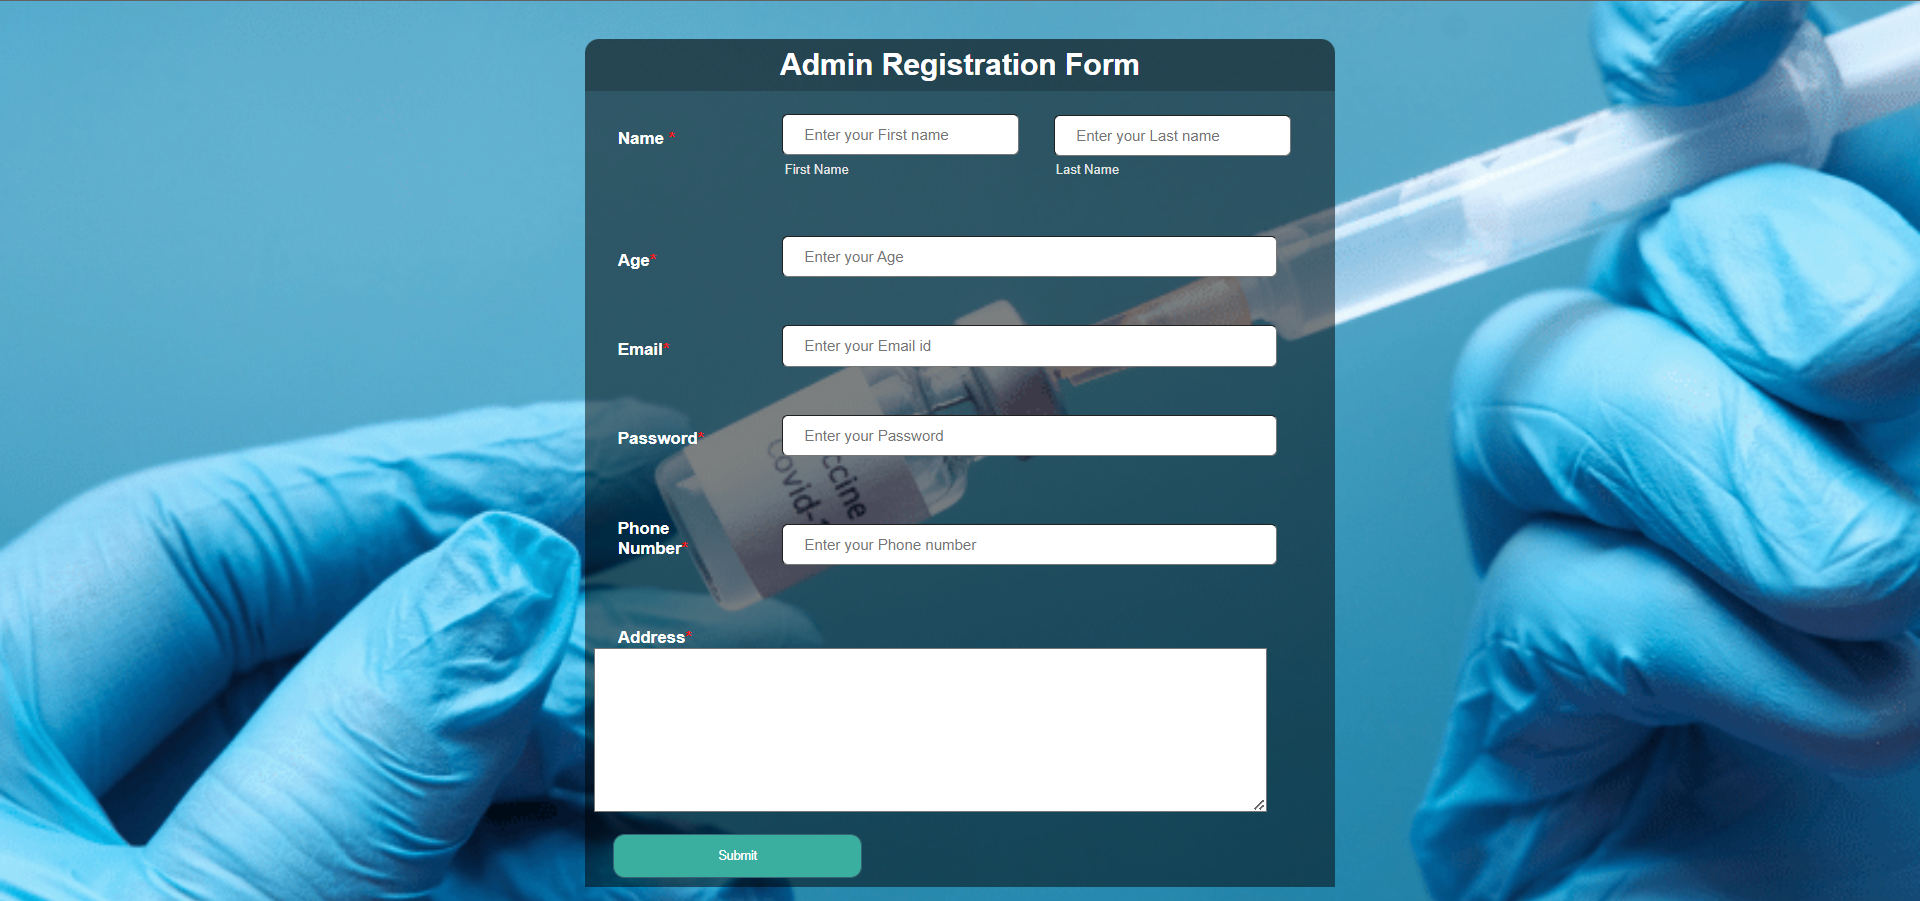 Admin Registration Form
Name *
Enter your First name
Enter your Last name
First Name
Last Name
Age*
Enter your Age
Email*
Enter your Email id
Password*
Enter your Password
ccine
covid-
Phone
Number*
Enter your Phone number
Address*
Submit